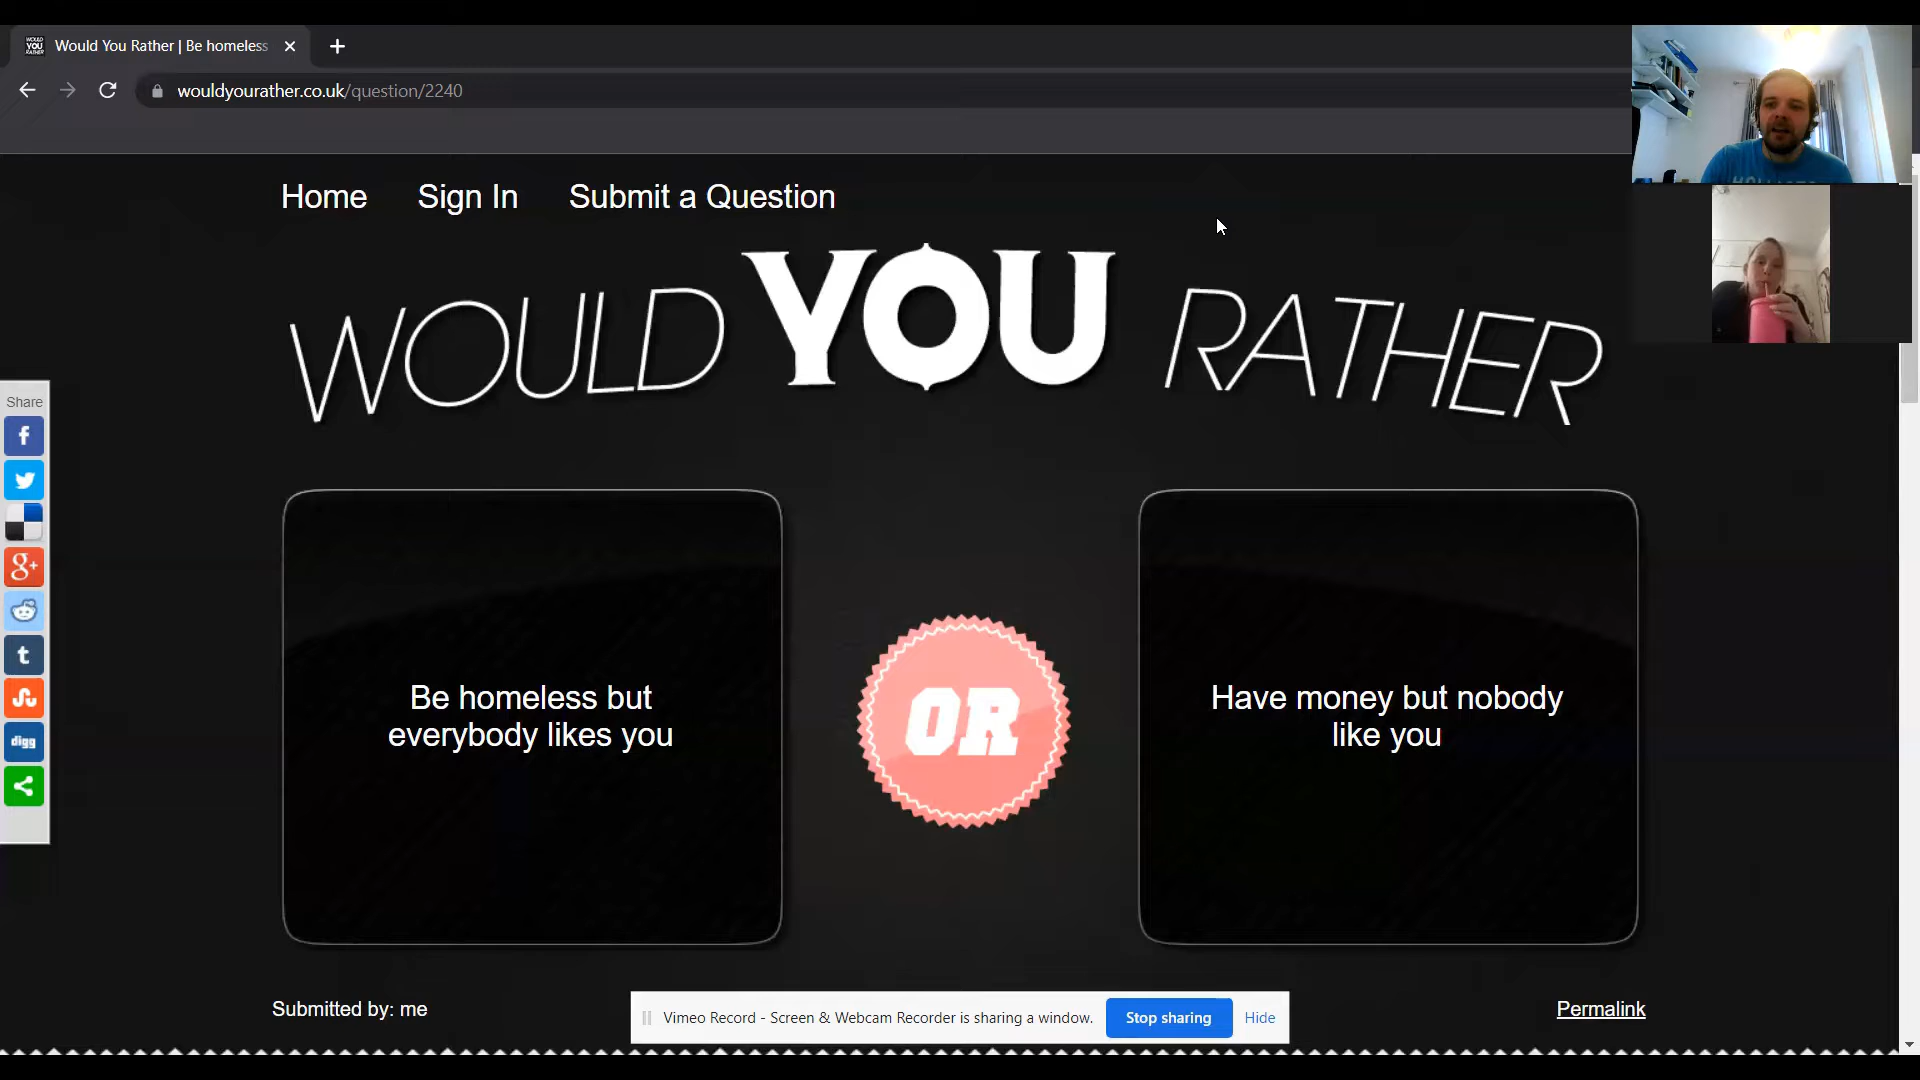 Would You Rather | Be homeless
wouldyourather.co.uk/question/2240
Home Sign In Submit a Question
WOULD YOU RATHER
Share
Be homeless but
everybody likes you
OR
Have money but nobody
like you
digg
Submitted by: me
Vimeo Record - Screen & Webcam Recorder is sharing a window. Stop sharing Hide
Permalink